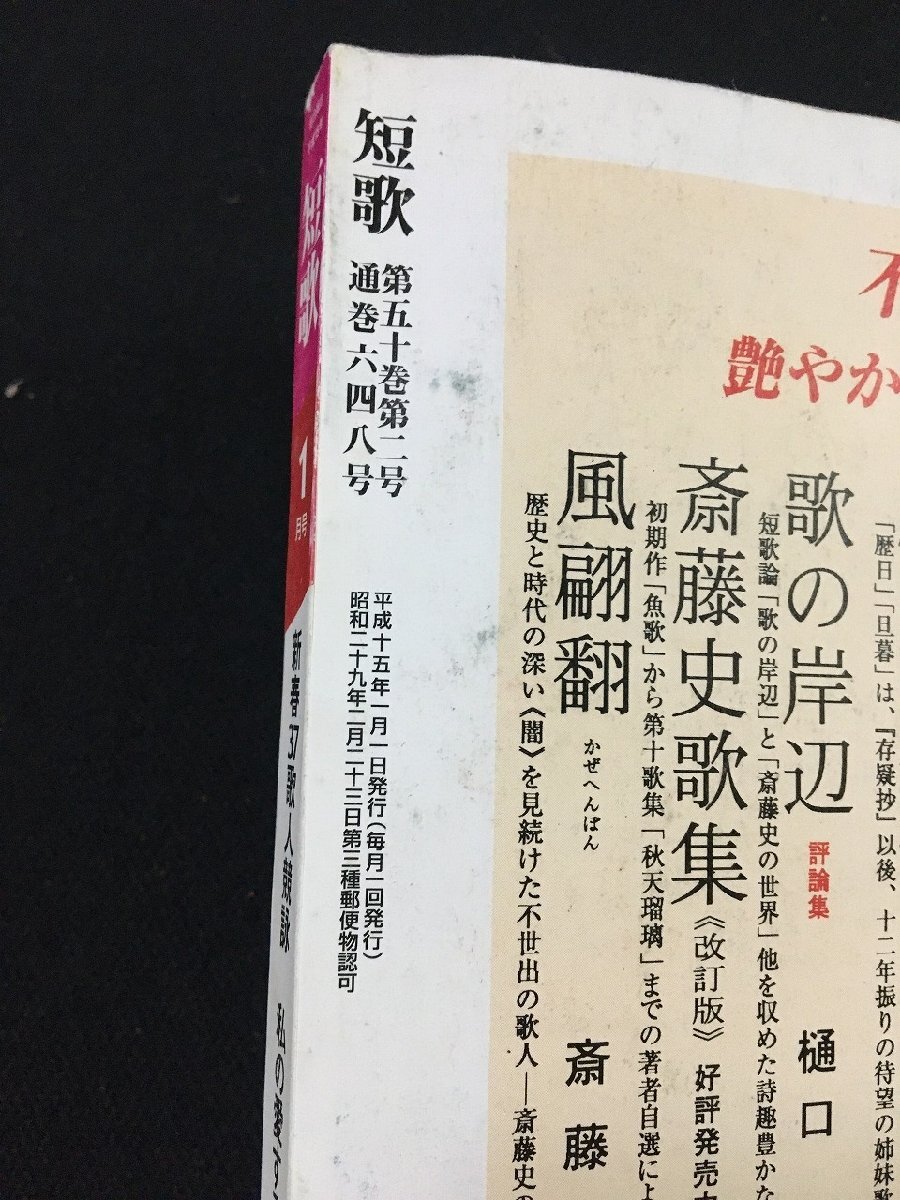 短歌
第五十巻第二号
通巻六四八号
平成十五年一月一日発行(毎月一回発行)
昭和二十九年二月二十三日第三種郵便物認可
短歌
1
月号
新春37歌人競詠
私の愛す
艶やか
「歴日」「旦暮」は、『存疑抄』以後、十二年振りの待望の姉妹歌
歌の岸辺 評論集 樋口
短歌論「歌の岸辺」と「斎藤史の世界」他を収めた詩趣豊かな
斎藤史歌集《改訂版》好評発売
初期作「魚歌」から第十歌集「秋天瑠璃」までの著者自選によ
風翩翻 かぜへんぽん 斎藤
歴史と時代の深い〈闇〉を見続けた不世出の歌人―斎藤史の